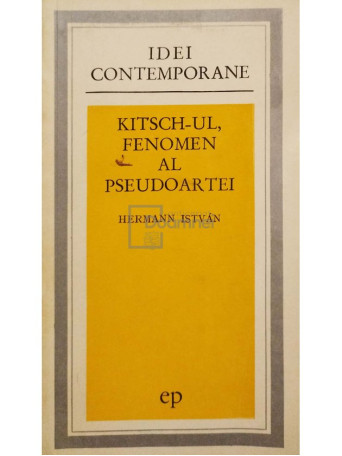 IDEI
CONTEMPORANE
KITSCH-UL,
FENOMEN
AL
PSEUDOARTEI
HERMANN ISTVÁN
ep